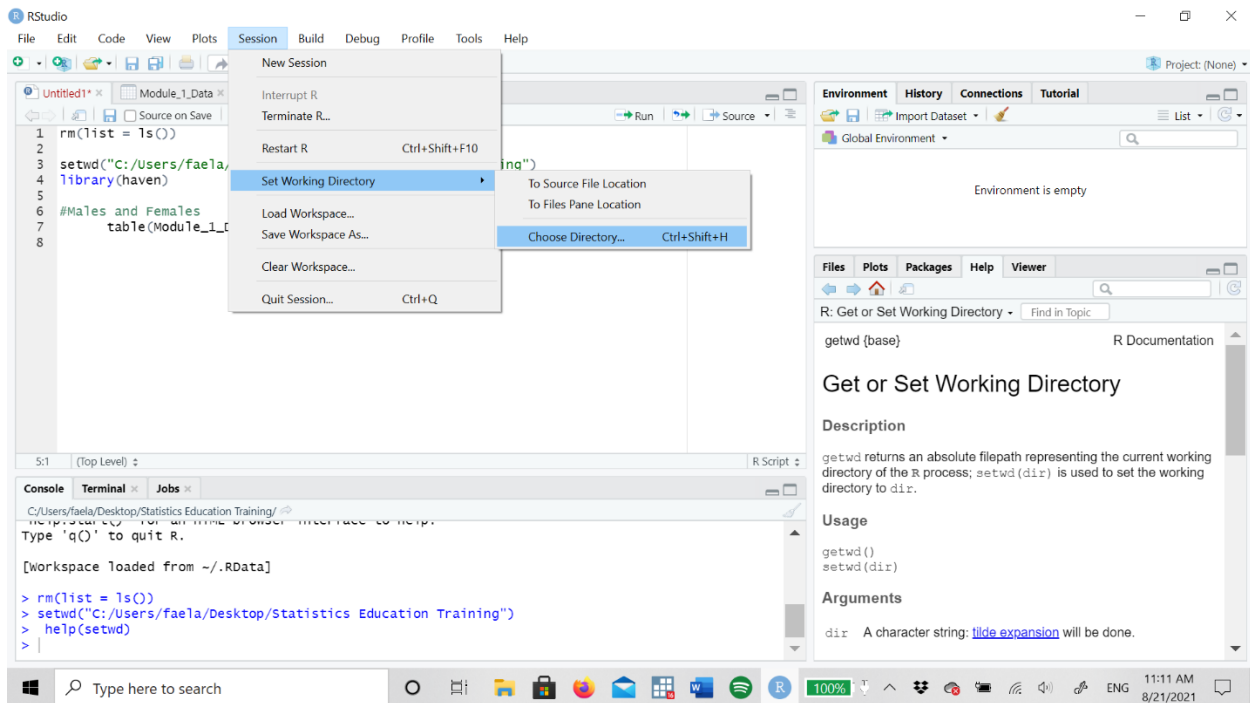 RStudio
File Edit Code View Plots Session Build Debug Profile Tools Help
Project: (None)
Untitled1* Module_1_Data
Source on Save Run Source
1 rm(list = ls())
2
3 setwd("C:/Users/faela/ ing")
4 library(haven)
5
6 #Males and Females
7 table(Module_1_
8
5:1 (Top Level) R Script
New Session
Interrupt R
Terminate R...
Restart R Ctrl+Shift+F10
Set Working Directory
Load Workspace...
Save Workspace As...
Clear Workspace...
Quit Session... Ctrl+Q
To Source File Location
To Files Pane Location
Choose Directory... Ctrl+Shift+H
Console Terminal Jobs
C:/Users/faela/Desktop/Statistics Education Training/
'help.start()' for an HTML browser interface to help.
Type 'q()' to quit R.
[Workspace loaded from ~/.RData]
> rm(list = ls())
> setwd("C:/Users/faela/Desktop/Statistics Education Training")
> help(setwd)
>
Environment History Connections Tutorial
Import Dataset List
Global Environment
Environment is empty
Files Plots Packages Help Viewer
R: Get or Set Working Directory Find in Topic
getwd {base} R Documentation
Get or Set Working Directory
Description
getwd returns an absolute filepath representing the current working
directory of the R process; setwd(dir) is used to set the working
directory to dir.
Usage
getwd()
setwd(dir)
Arguments
dir A character string: tilde expansion will be done.
Type here to search
100% ENG 11:11 AM
8/21/2021